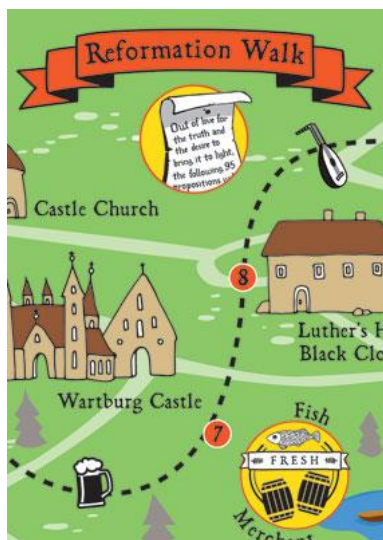 Reformation Walk
Out of love for
the truth and
the desire to
bring it to light,
the following 95
propositions
Castle Church
8
Luther's
Black
Wartburg Castle
7
Fish
FRESH
Merchant